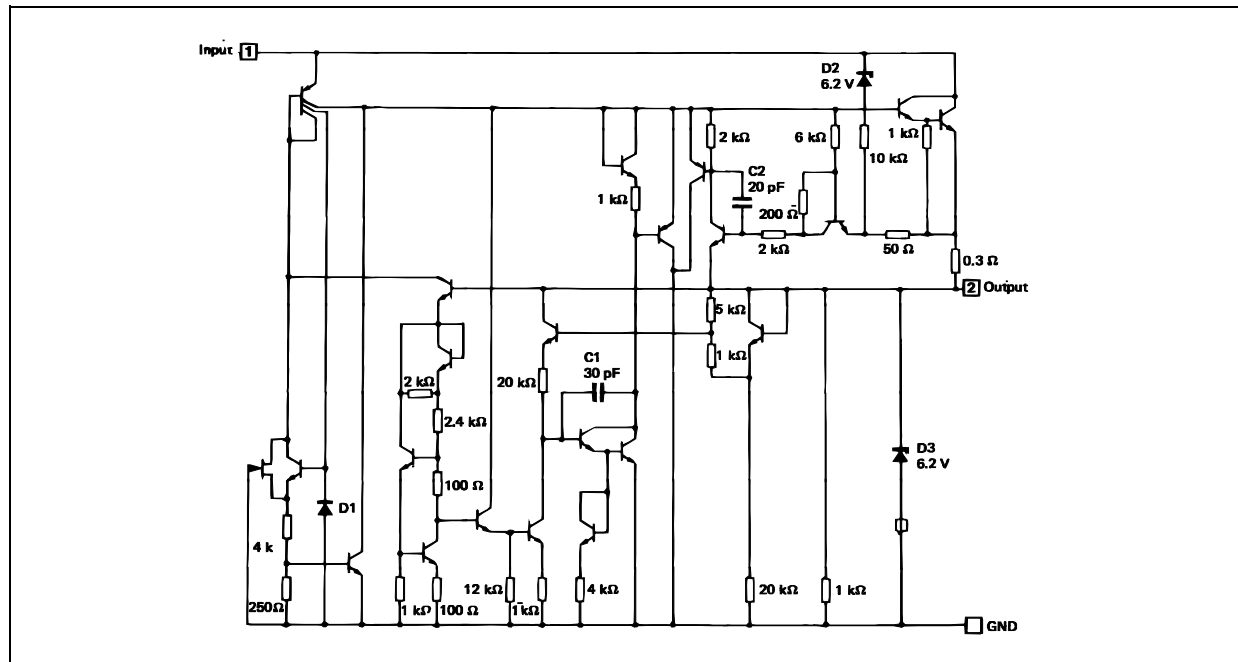 Input 1
D2
6.2 V
2 kΩ
6 kΩ
1 kΩ
10 kΩ
C2
20 pF
1 kΩ
200 Ω
2 kΩ
50 Ω
0.3 Ω
2 Output
5 kΩ
C1
30 pF
1 kΩ
2 kΩ
20 kΩ
2.4 kΩ
D3
6.2 V
100 Ω
D1
4 k
12 kΩ
4 kΩ
20 kΩ
1 kΩ
250Ω
1 kΩ
100 Ω
1 kΩ
GND